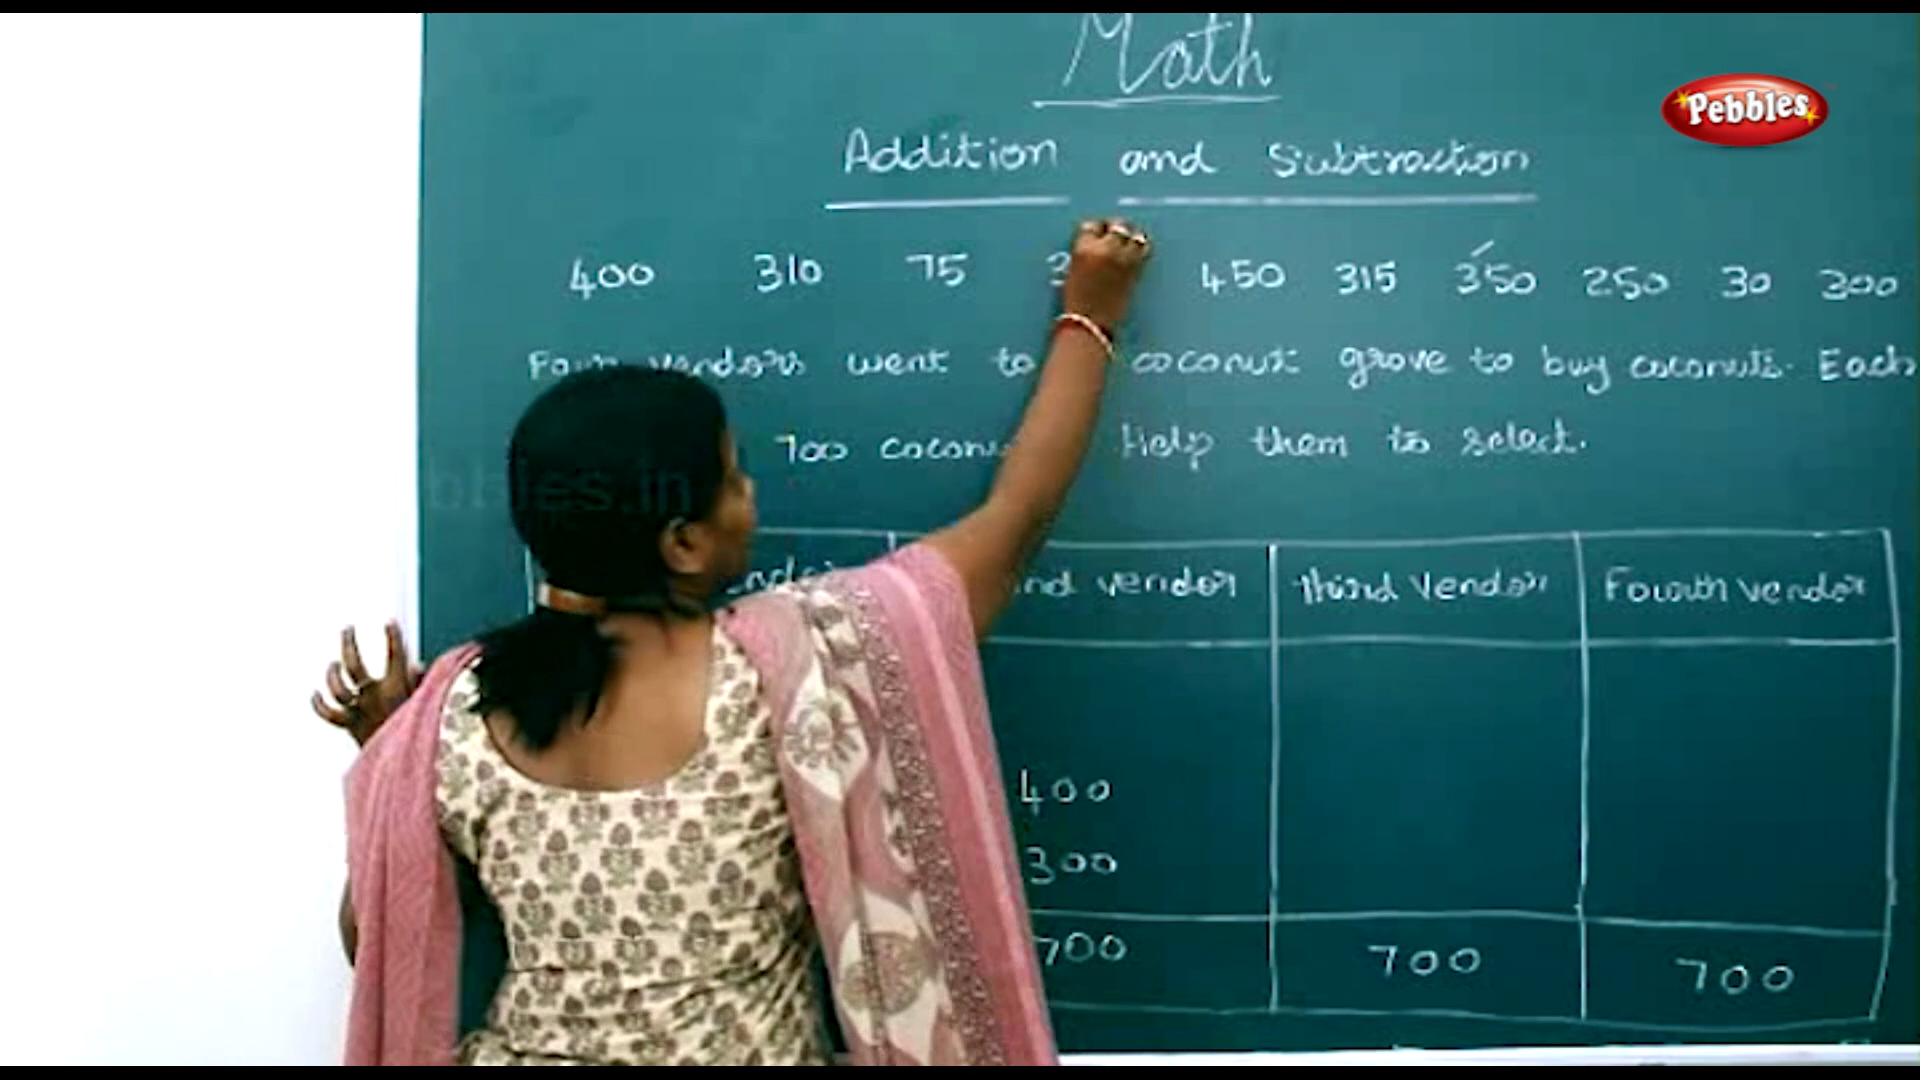 Math
Pebbles
Addition and Subtraction
400 310 75 450 315 350 250 30 300
Four vendors went to coconut grove to buy coconuts. Each
700 Help them to select.
vendor third Vendor Fourth vendor
400
300
700 700 700